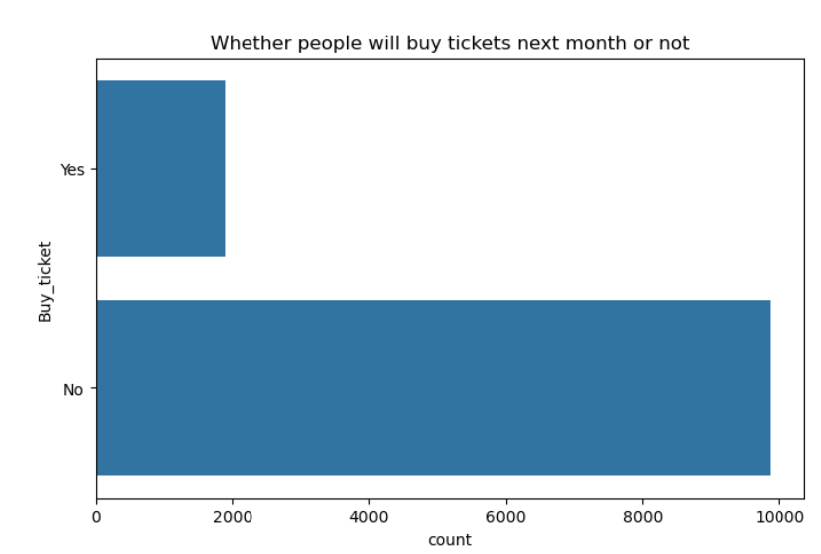 Whether people will buy tickets next month or not
Yes
Buy_ticket
No
0 2000 4000 6000 8000 10000
count